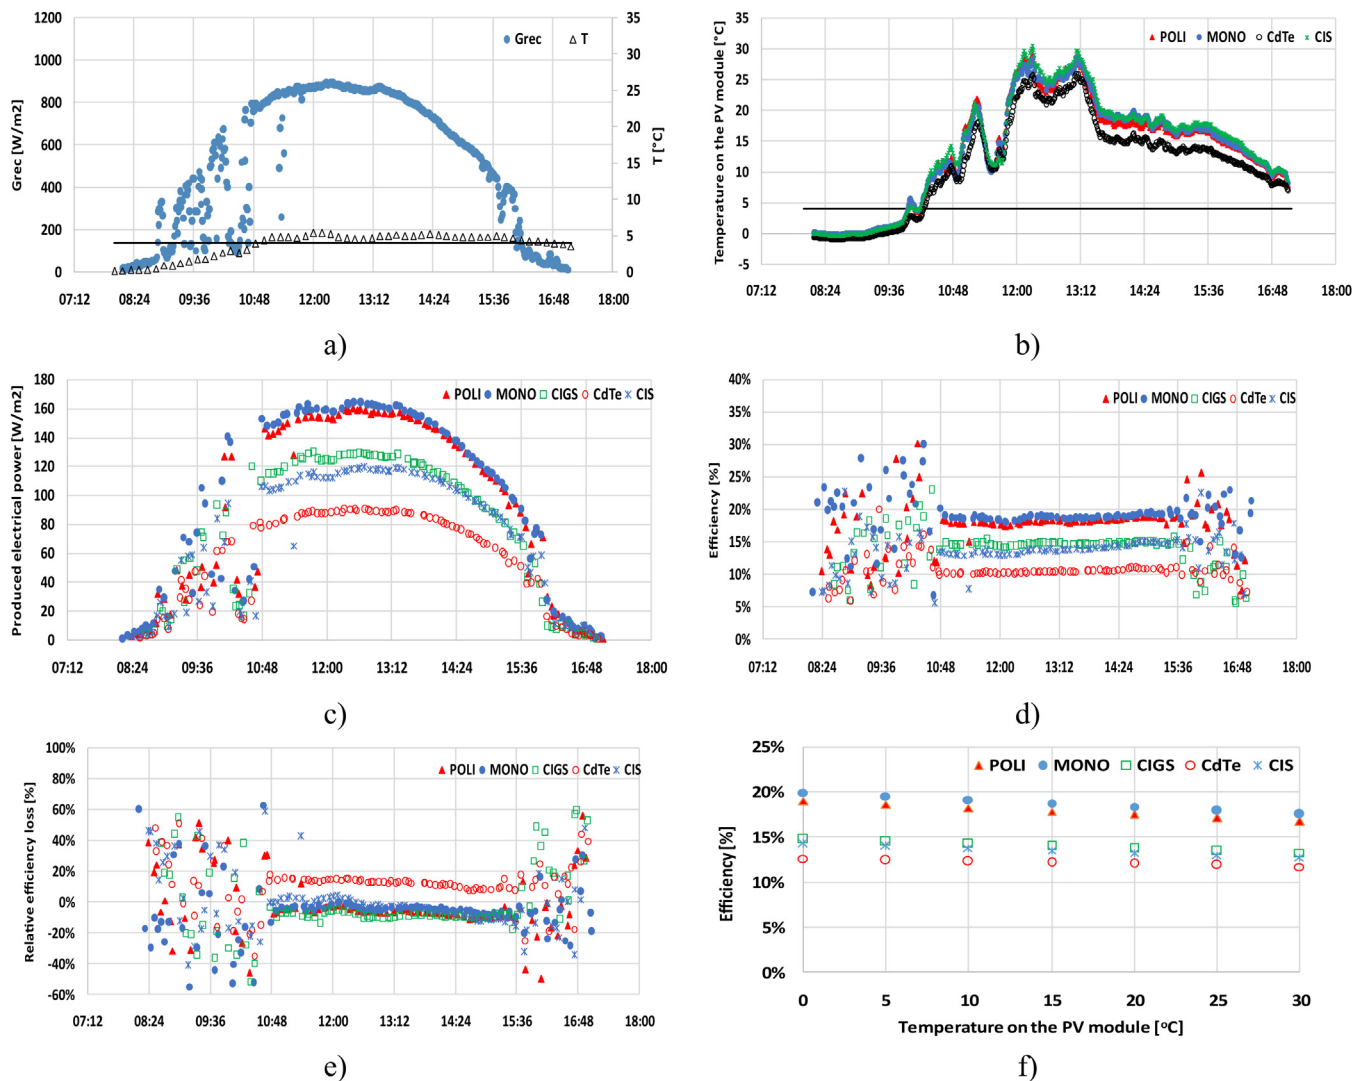 Grec [W/m2]
1200
1000
800
600
400
200
0
Grec T
35
30
25
20
15
10
5
0
T [°C]
07:12 08:24 09:36 10:48 12:00 13:12 14:24 15:36 16:48 18:00
a)
Temperature on the PV module [°C]
35
30
25
20
15
10
5
0
-5
POLI MONO CdTe CIS
07:12 08:24 09:36 10:48 12:00 13:12 14:24 15:36 16:48 18:00
b)
Produced electrical power [W/m2]
180
160
140
120
100
80
60
40
20
0
POLI MONO CIGS CdTe CIS
07:12 08:24 09:36 10:48 12:00 13:12 14:24 15:36 16:48 18:00
c)
Efficiency [%]
40%
35%
30%
25%
20%
15%
10%
5%
0%
POLI MONO CIGS CdTe CIS
07:12 08:24 09:36 10:48 12:00 13:12 14:24 15:36 16:48 18:00
d)
Relative efficiency loss [%]
100%
80%
60%
40%
20%
0%
-20%
-40%
-60%
POLI MONO CIGS CdTe CIS
07:12 08:24 09:36 10:48 12:00 13:12 14:24 15:36 16:48 18:00
e)
Efficiency [%]
25%
20%
15%
10%
5%
0%
POLI MONO CIGS CdTe CIS
0 5 10 15 20 25 30
Temperature on the PV module [°C]
f)